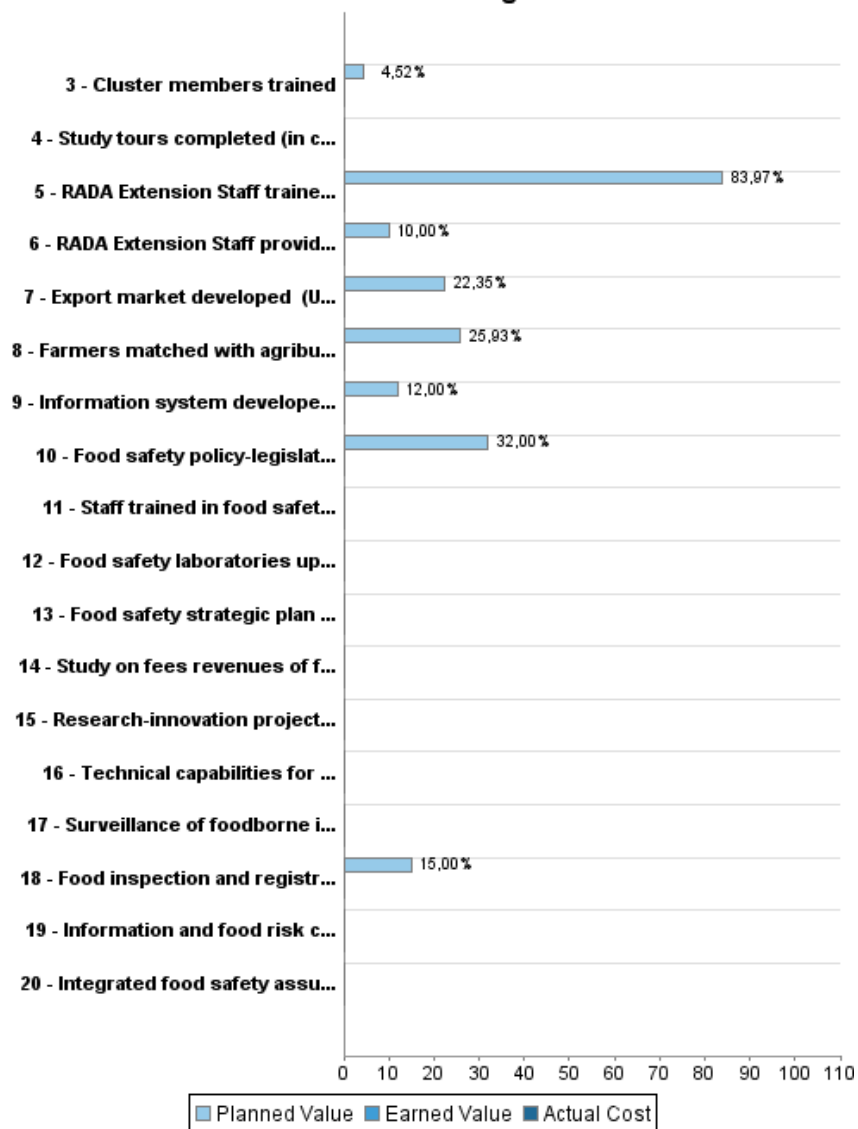 3 - Cluster members trained
4,52%
4 - Study tours completed (in c...
5 - RADA Extension Staff traine...
83,97%
6 - RADA Extension Staff provid...
10,00%
7 - Export market developed (U...
22,35%
8 - Farmers matched with agribu...
25,93%
9 - Information system develope...
12,00%
10 - Food safety policy-legislat...
32,00%
11 - Staff trained in food safet...
12 - Food safety laboratories up...
13 - Food safety strategic plan ...
14 - Study on fees revenues of f...
15 - Research-innovation project...
16 - Technical capabilities for ...
17 - Surveillance of foodborne i...
18 - Food inspection and registr...
15,00%
19 - Information and food risk c...
20 - Integrated food safety assu...
0 10 20 30 40 50 60 70 80 90 100 110
Planned Value Earned Value Actual Cost